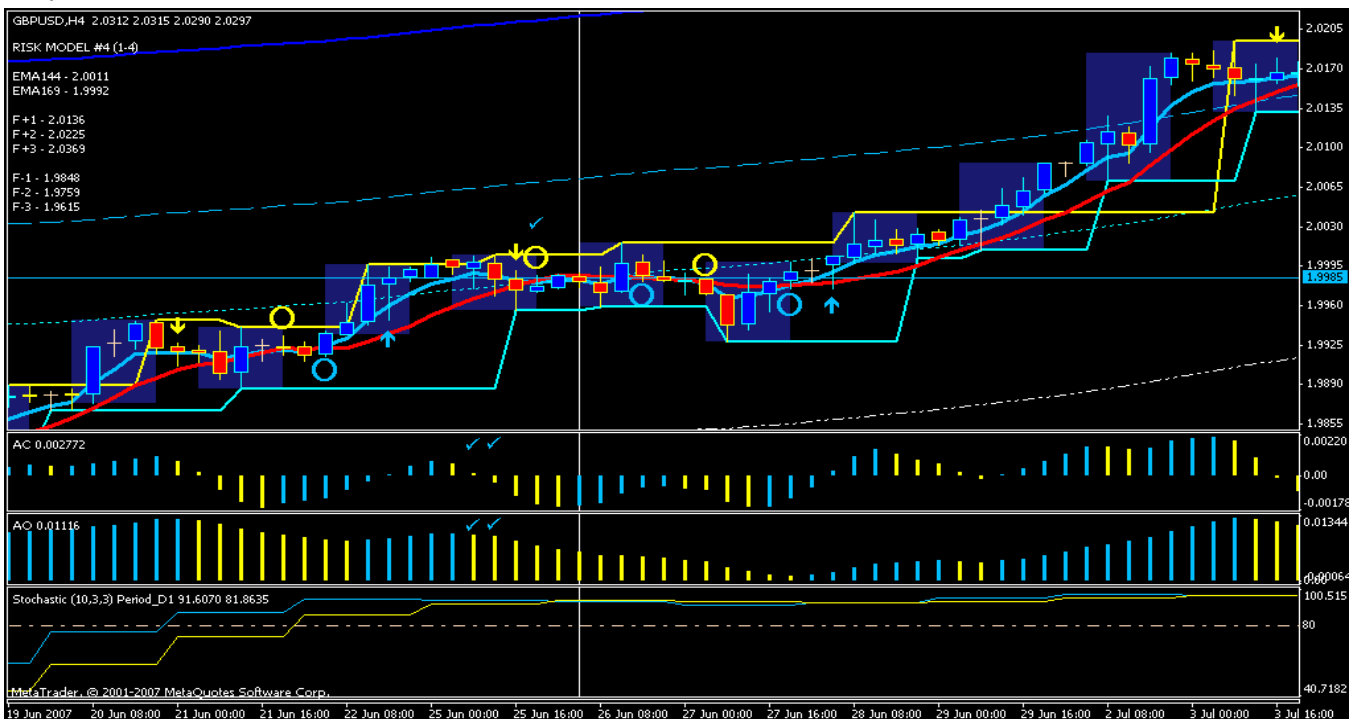 GBPUSD,H4 2.0312 2.0315 2.0290 2.0297
RISK MODEL #4 (1-4)
EMA144 - 2.0011
EMA169 - 1.9992
F+1 - 2.0136
F+2 - 2.0225
F+3 - 2.0369
F-1 - 1.9848
F-2 - 1.9759
F-3 - 1.9615
2.0205
2.0170
2.0135
2.0100
2.0065
2.0030
1.9995
1.9985
1.9960
1.9925
1.9890
1.9855
AC 0.002772
0.00220
0.00
-0.00178
AO 0.01116
0.01344
Stochastic (10,3,3) Period_D1 91.6070 81.8635
100.515
80
40.7182
MetaTrader, © 2001-2007 MetaQuotes Software Corp.
19 Jun 2007 20 Jun 08:00 21 Jun 00:00 21 Jun 16:00 22 Jun 08:00 25 Jun 00:00 25 Jun 16:00 26 Jun 08:00 27 Jun 00:00 27 Jun 16:00 28 Jun 08:00 29 Jun 00:00 29 Jun 16:00 2 Jul 08:00 3 Jul 00:00 3 Jul 16:00